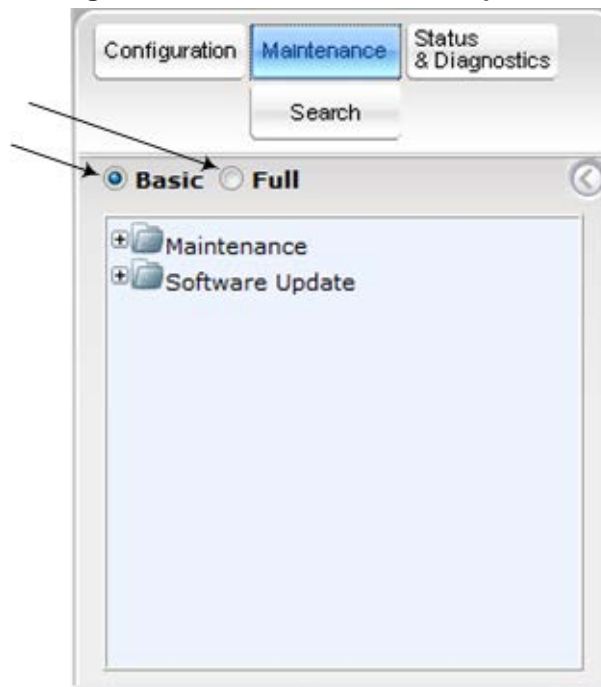 Configuration
Maintenance
Status
& Diagnostics
Search
Basic
Full
Maintenance
Software Update